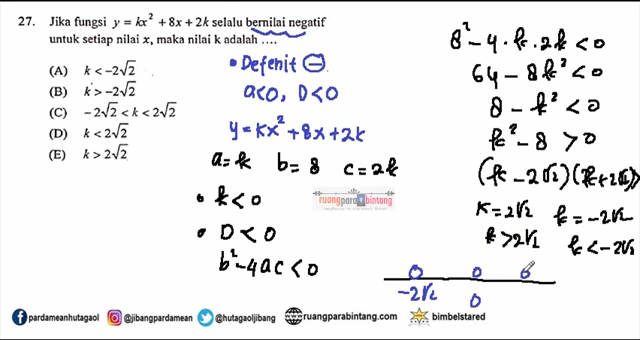 27. Jika fungsi y = kx² + 8x + 2k selalu bernilai negatif
untuk setiap nilai x, maka nilai k adalah ....
(A) k < -2√2
(B) k > -2√2
(C) -2√2 < k < 2√2
(D) k < 2√2
(E) k > 2√2
• Defenit ⊖
a<0, D<0
y = kx² + 8x + 2k
a = k b = 8 c = 2k
• k < 0
• D < 0
b² - 4ac < 0
8² - 4 . k . 2k < 0
64 - 8k² < 0
8 - k² < 0
k² - 8 > 0
(k - 2√2)(k + 2√2)>
k = 2√2 k = -2√2
k > 2√2 k < -2√2
-2√2 0
ruangparabintang
pardameanhutagaol @jibangpardamean @hutagaoljibang www.ruangparabintang.com bimbelstared